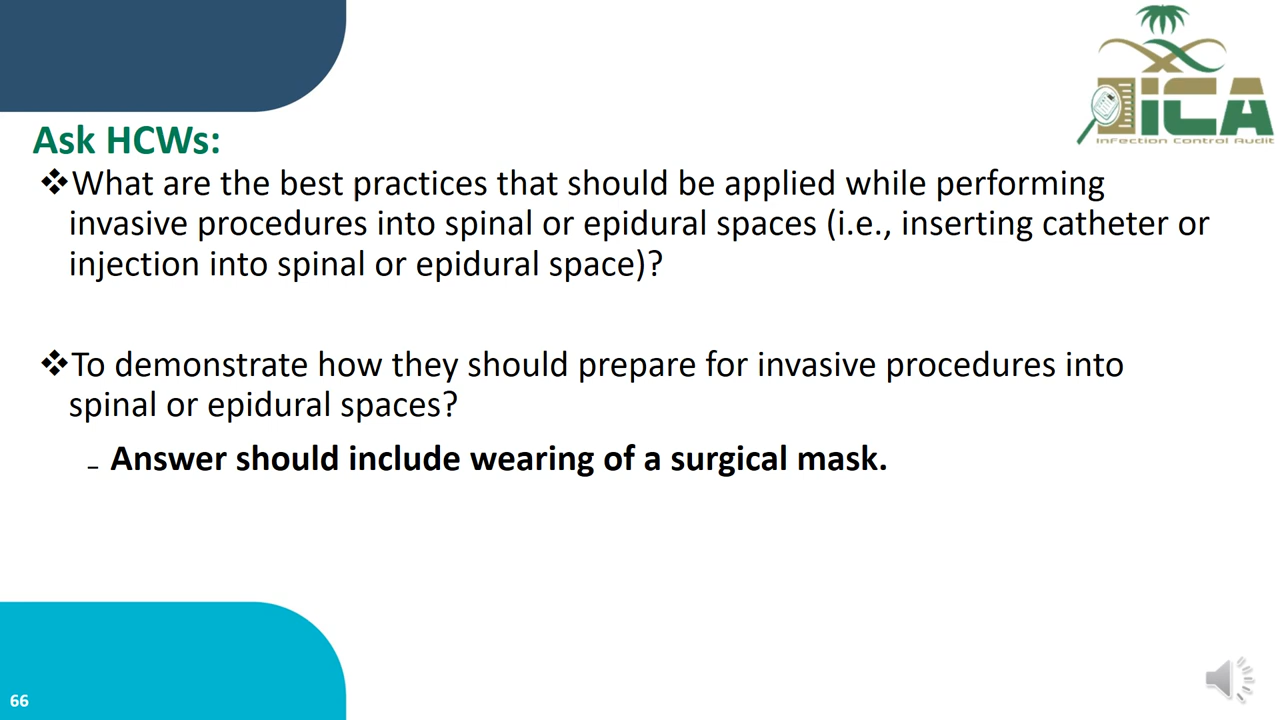 iCA
inFection Control Audit
Ask HCWs:
❖What are the best practices that should be applied while performing
invasive procedures into spinal or epidural spaces (i.e., inserting catheter or
injection into spinal or epidural space)?
❖To demonstrate how they should prepare for invasive procedures into
spinal or epidural spaces?
– Answer should include wearing of a surgical mask.
66